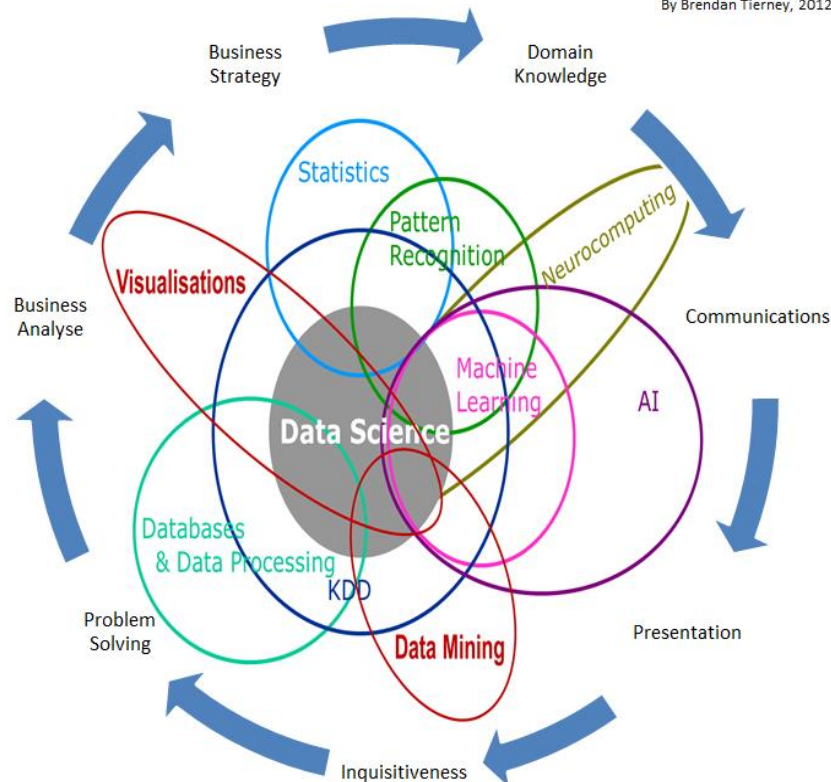 By Brendan Tierney, 2012
Business
Strategy
Domain
Knowledge
Statistics
Pattern
Recognition
Neurocomputing
Visualisations
Business
Analyse
Communications
Machine
Learning
AI
Data Science
Databases
& Data Processing
KDD
Problem
Solving
Data Mining
Presentation
Inquisitiveness